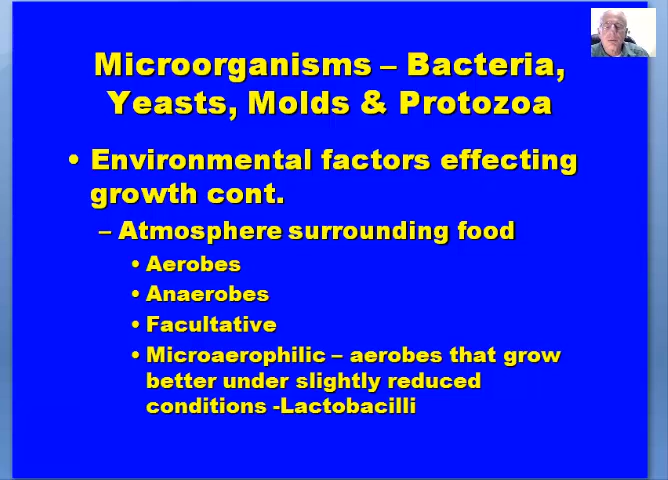 Microorganisms – Bacteria,
Yeasts, Molds & Protozoa
• Environmental factors effecting
growth cont.
– Atmosphere surrounding food
• Aerobes
• Anaerobes
• Facultative
• Microaerophilic – aerobes that grow
better under slightly reduced
conditions -Lactobacilli